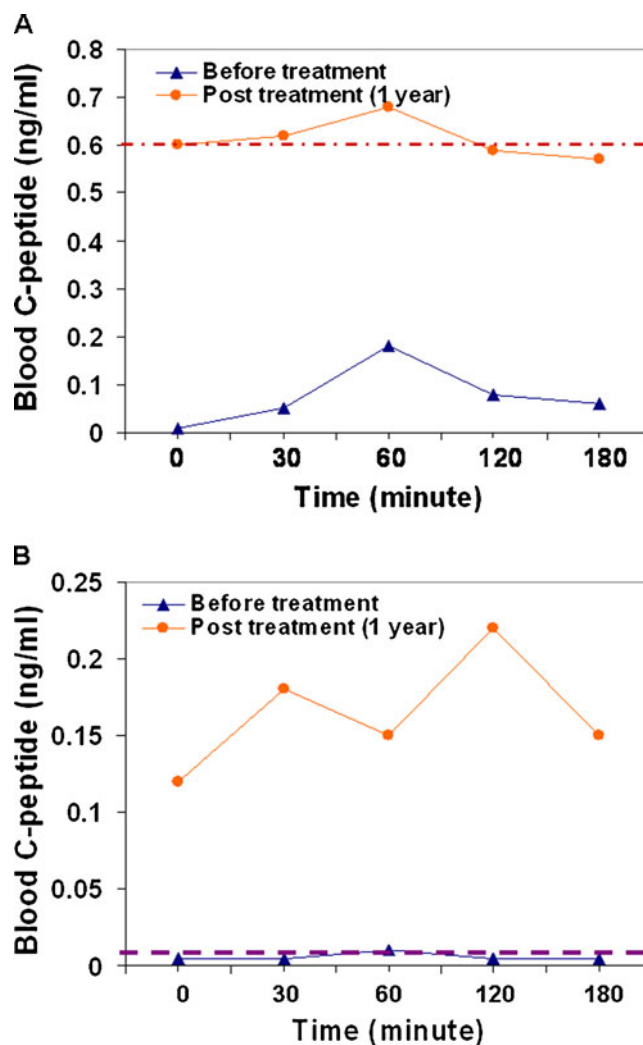 A
Blood C-peptide (ng/ml)
0.8
0.7
0.6
0.5
0.4
0.3
0.2
0.1
0
Before treatment
Post treatment (1 year)
0 30 60 120 180
Time (minute)
B
Blood C-peptide (ng/ml)
0.25
0.2
0.15
0.1
0.05
0
Before treatment
Post treatment (1 year)
0 30 60 120 180
Time (minute)